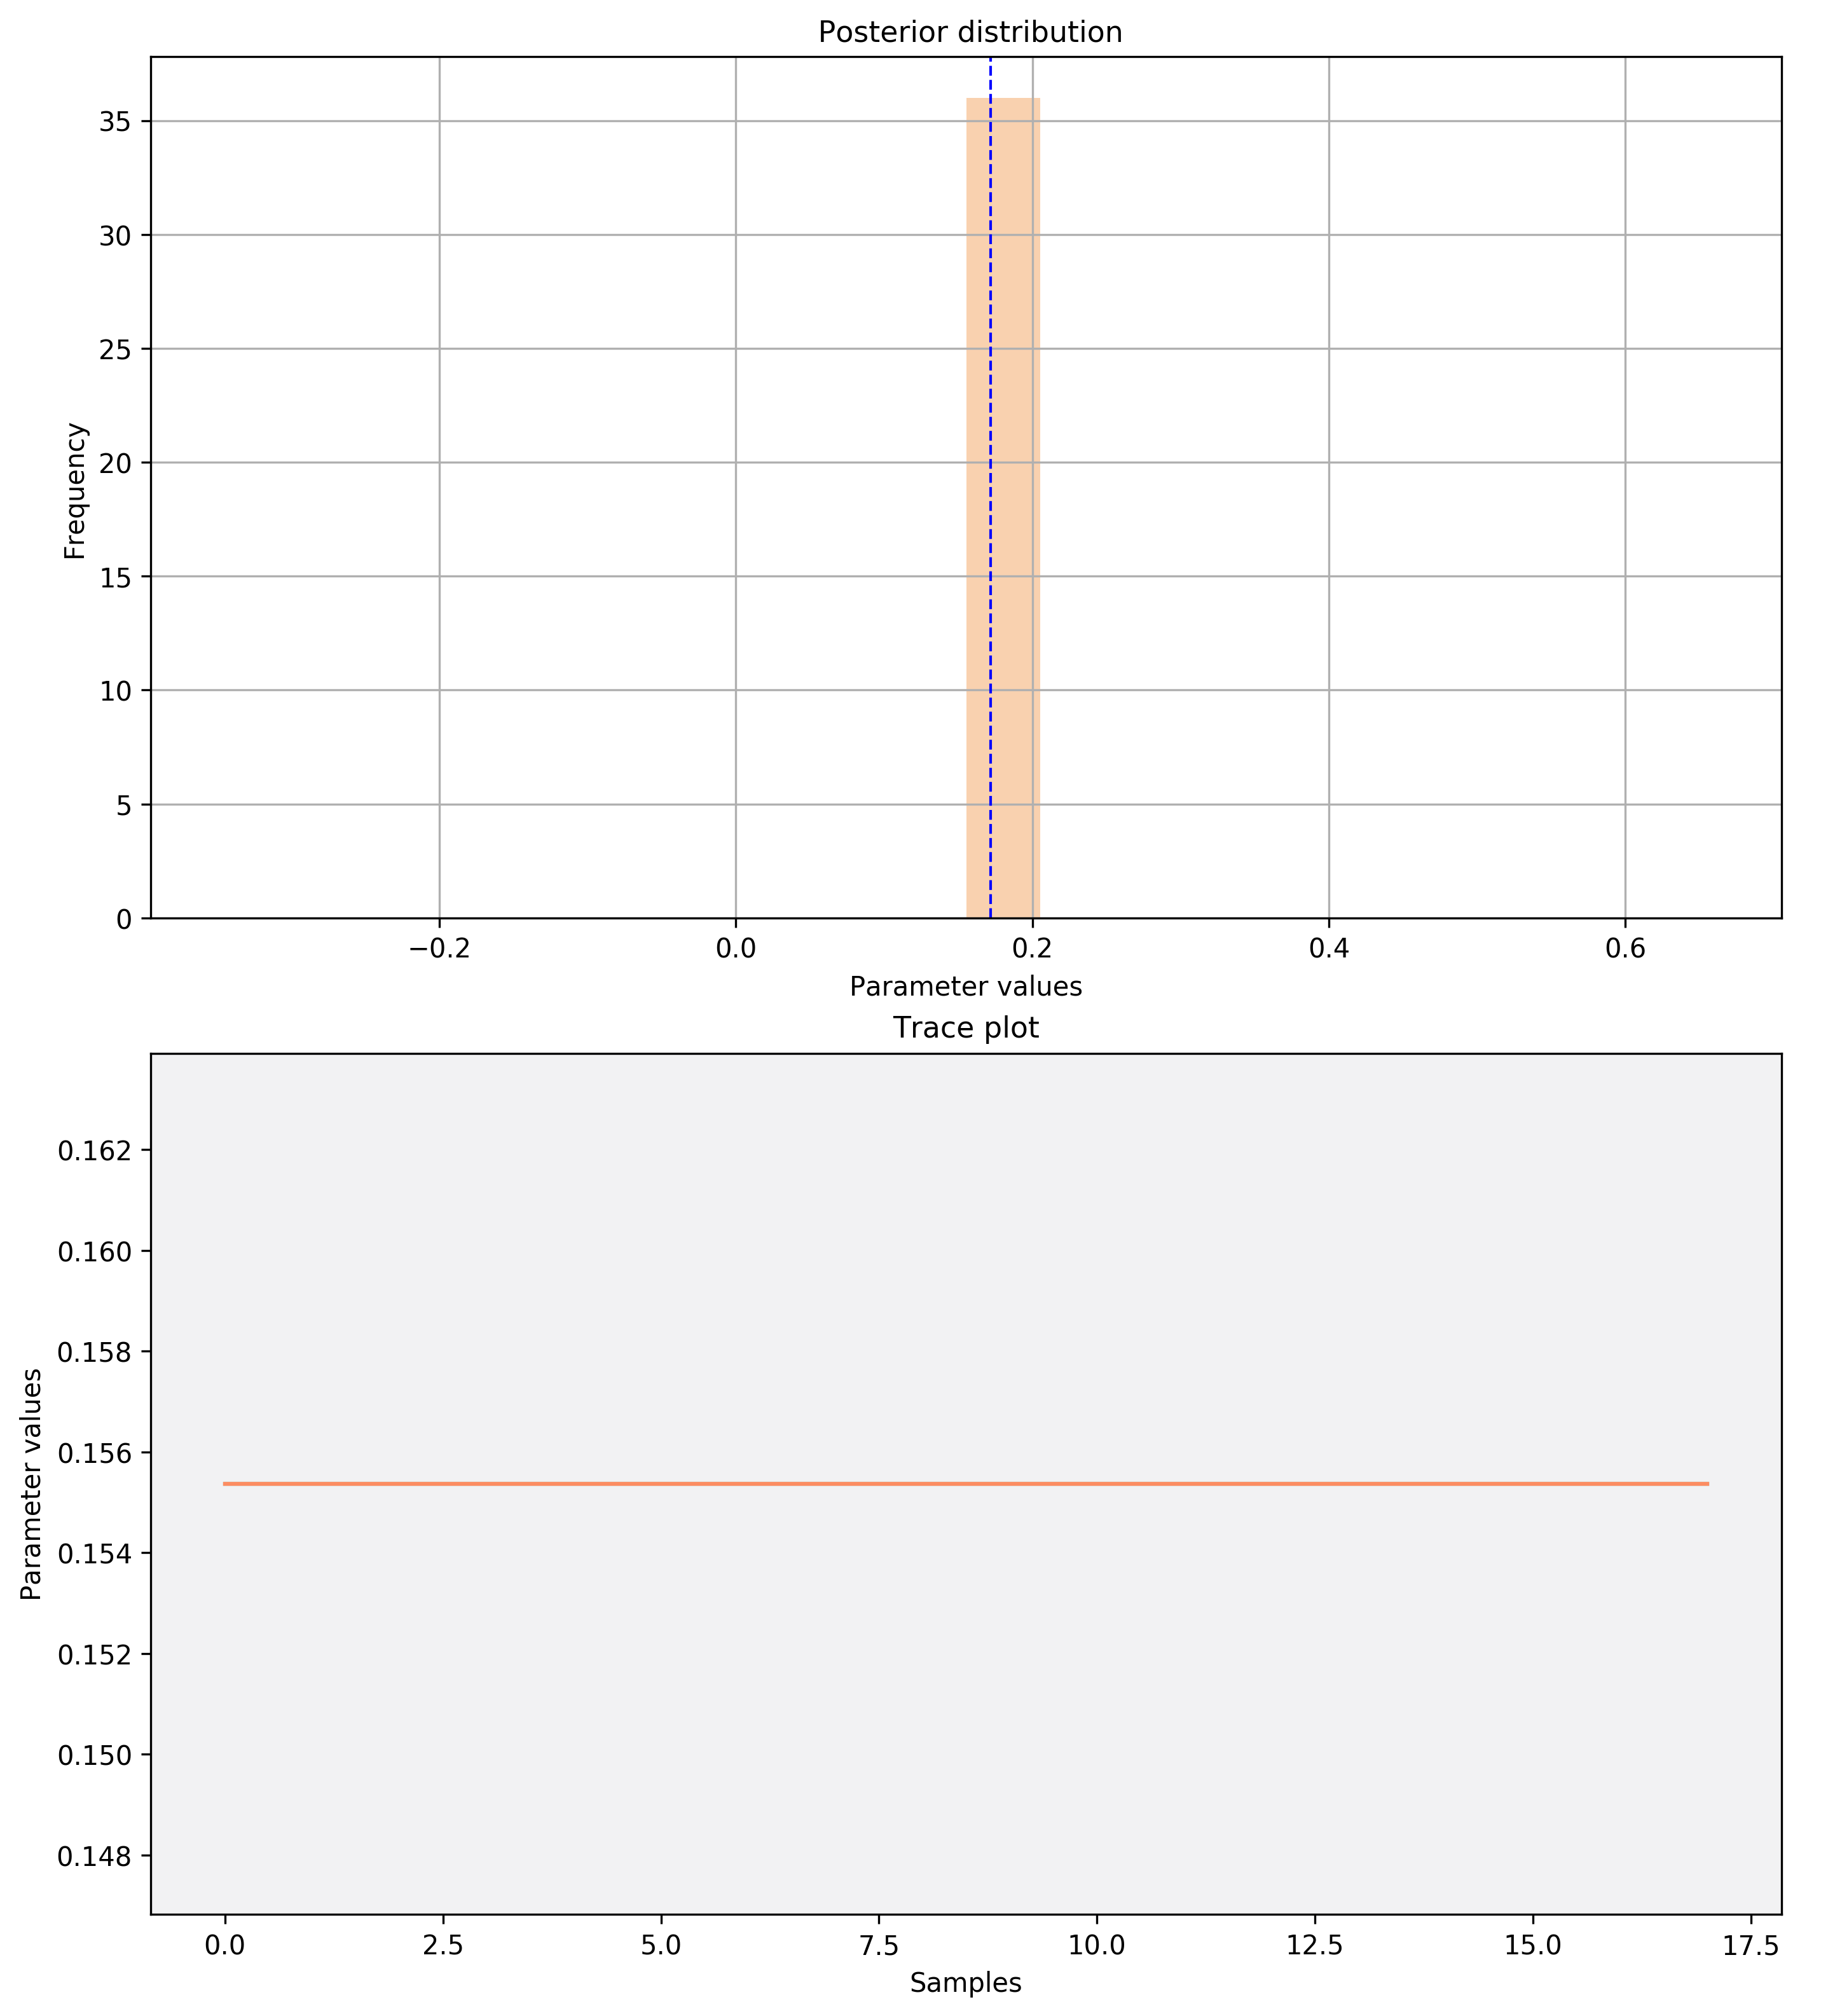 Posterior distribution
35
30
25
20
15
10
5
0
Frequency
−0.2 0.0 0.2 0.4 0.6
Parameter values
Trace plot
0.162
0.160
0.158
0.156
0.154
0.152
0.150
0.148
Parameter values
0.0 2.5 5.0 7.5 10.0 12.5 15.0 17.5
Samples